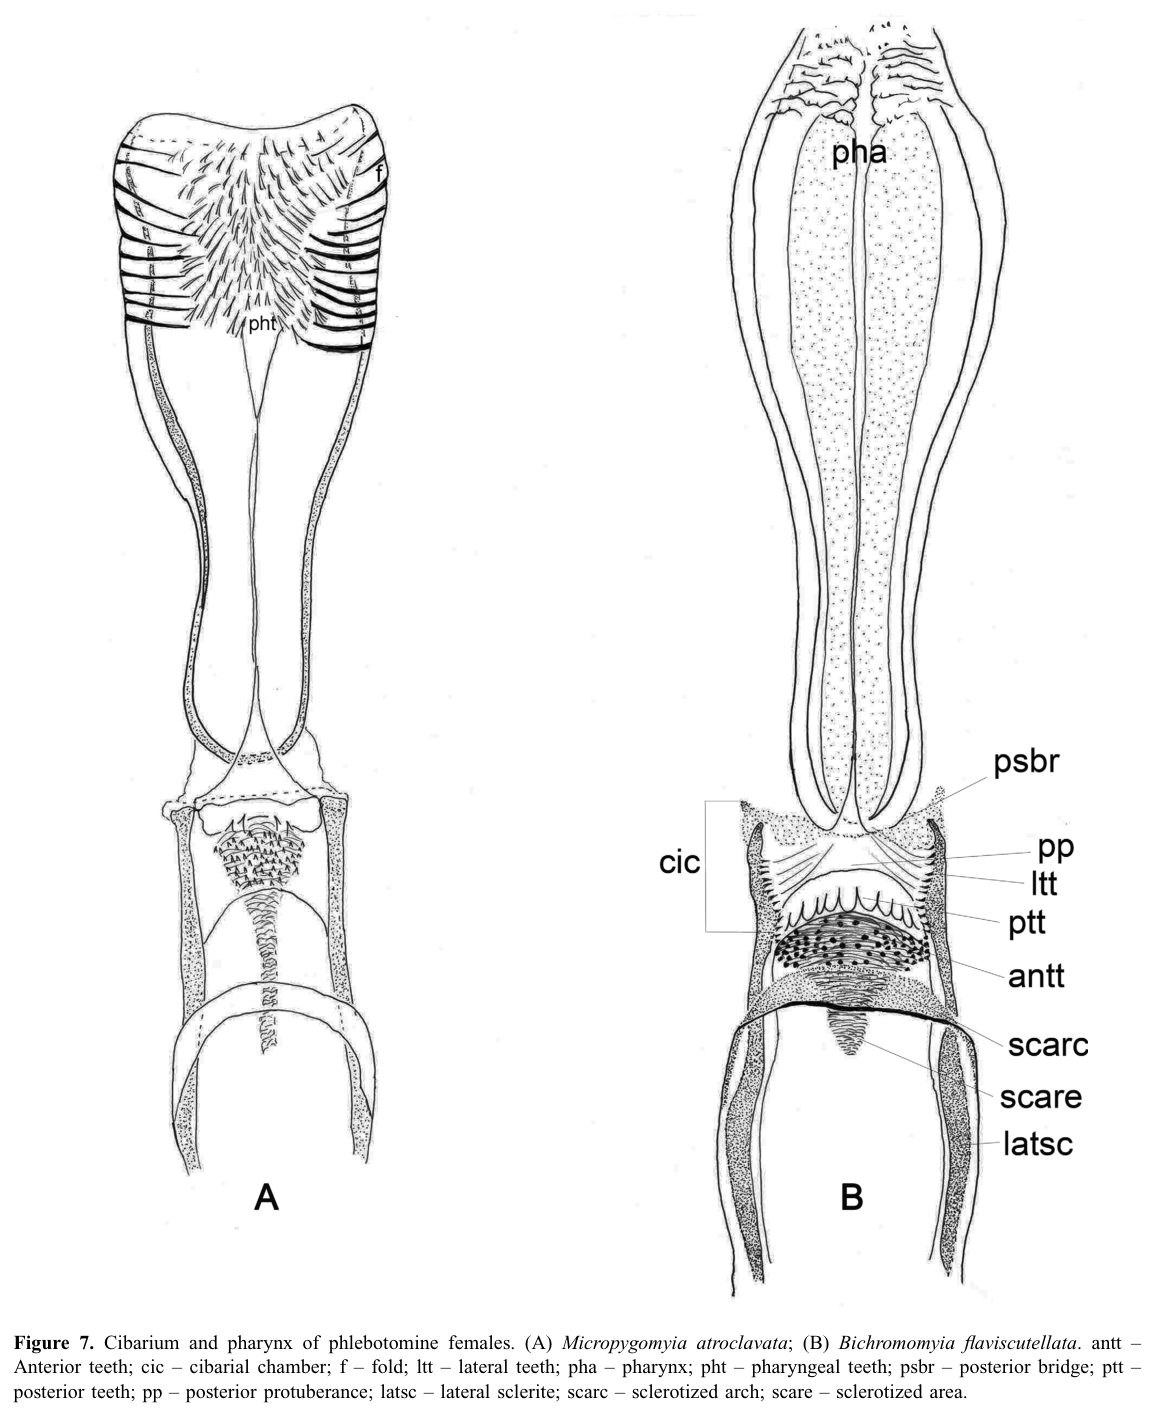 f
pht
A
pha
psbr
cic
pp
ltt
ptt
antt
scarc
scare
latsc
B
Figure 7. Cibarium and pharynx of phlebotomine females. (A) Micropygomyia atroclavata; (B) Bichromomyia flaviscutellata. antt –
Anterior teeth; cic – cibarial chamber; f – fold; ltt – lateral teeth; pha – pharynx; pht – pharyngeal teeth; psbr – posterior bridge; ptt –
posterior teeth; pp – posterior protuberance; latsc – lateral sclerite; scarc – sclerotized arch; scare – sclerotized area.